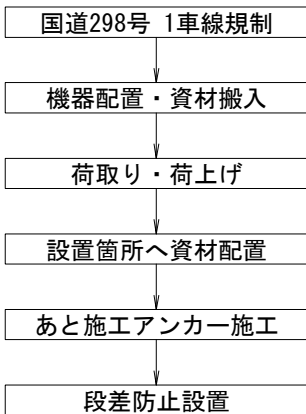 国道298号 1車線規制
機器配置・資材搬入
荷取り・荷上げ
設置箇所へ資材配置
あと施工アンカー施工
段差防止設置